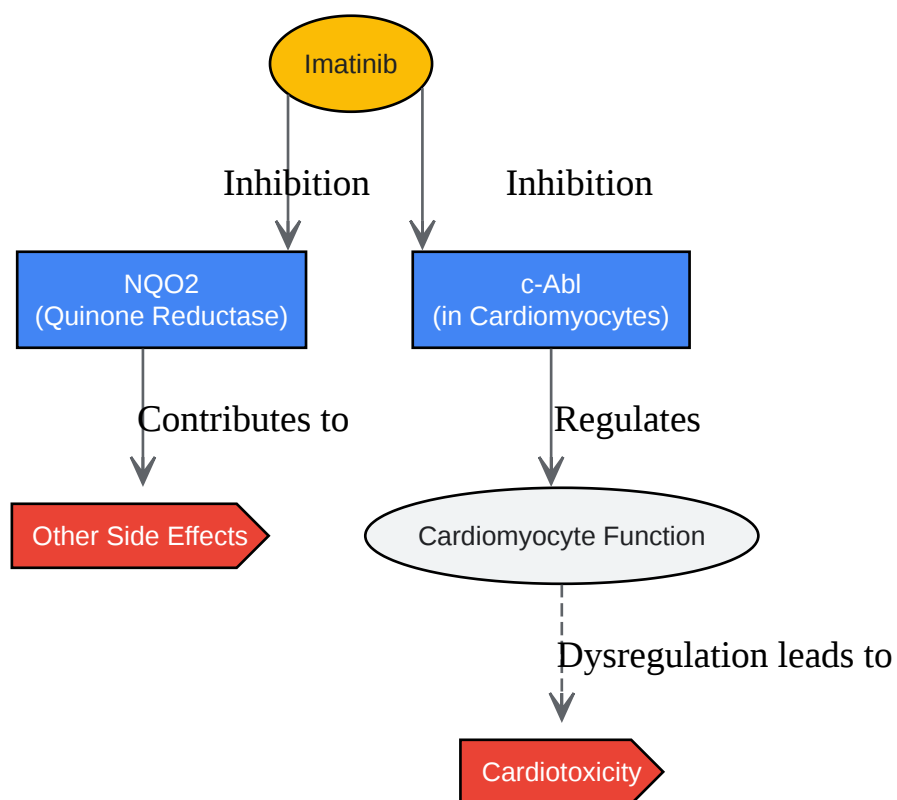 Imatinib
Inhibition
Inhibition
NQO2
(Quinone Reductase)
c-Abl
(in Cardiomyocytes)
Contributes to
Regulates
Other Side Effects
Cardiomyocyte Function
Dysregulation leads to
Cardiotoxicity